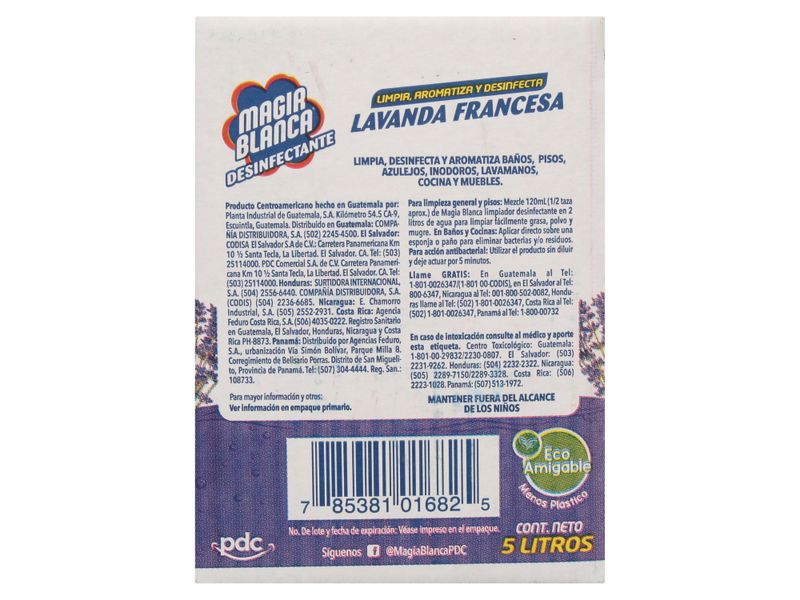 MAGIA
BLANCA
DESINFECTANTE
LIMPIA, AROMATIZA Y DESINFECTA
LAVANDA FRANCESA
LIMPIA, DESINFECTA Y AROMATIZA BAÑOS, PISOS,
AZULEJOS, INODOROS, LAVAMANOS,
COCINA Y MUEBLES.
Producto Centroamericano hecho en Guatemala por:
Planta Industrial de Guatemala, S.A. Kilómetro 54.5 CA-9,
Escuintla, Guatemala. Distribuido en Guatemala: COMPA-
ÑÍA DISTRIBUIDORA, S.A. (502) 2245-4500. El Salvador:
CODISA El Salvador S.A de C.V.: Carretera Panamericana Km
10 ½ Santa Tecla, La Libertad. El Salvador. CA. Tel: (503)
25114000. PDC Comercial S.A. de C.V. Carretera Panamerica-
na Km 10 ½ Santa Tecla, La Libertad. El Salvador. CA. Tel:
(503) 25114000. Honduras: SURTIDORA INTERNACIONAL,
S.A. (504) 2556-6440. COMPAÑÍA DISTRIBUIDORA, S.A.
(CODIS) (504) 2236-6685. Nicaragua: E. Chamorro
Industrial, S.A. (505) 2552-2931. Costa Rica: Agencia
Feduro Costa Rica, S.A. (506) 4035-0222. Registro Sanitario
en Guatemala, El Salvador, Honduras, Nicaragua y Costa
Rica PH-8873. Panamá: Distribuido por Agencias Feduro,
S.A., urbanización Vía Simón Bolívar, Parque Milla 8.
Corregimiento de Belisario Porras. Distrito de San Migueli-
to, Provincia de Panamá. Tel: (507) 304-4444. Reg. San.:
108733.
Para mayor información y otros:
Ver información en empaque primario.
Para limpieza general y pisos: Mezcle 120mL (1/2 taza
aprox.) de Magia Blanca limpiador desinfectante en 2
litros de agua para limpiar fácilmente grasa, polvo y
mugre. En Baños y Cocinas: Aplicar directo sobre una
esponja o paño para eliminar bacterias y/o residuos.
Para acción antibacterial: Utilizar el producto sin diluir
y deje actuar por 5 minutos.
Llame GRATIS: En Guatemala al Tel:
1-801-0026347/(1-801 00-CODIS), en El Salvador al Tel:
800-6347, Nicaragua al Tel: 001-800-502-0082, Hondu-
ras llame al Tel: (502) 1-801-0026347, Costa Rica al Tel:
(502) 1-801-0026347, Panamá al Tel: 1-800-00732
En caso de intoxicación consulte al médico y aporte
esta etiqueta. Centro Toxicológico: Guatemala:
1-801-00-29832/2230-0807. El Salvador: (503)
2231-9262. Honduras: (504) 2232-2322. Nicaragua:
(505) 2289-7150/2289-3328. Costa Rica: (506)
2223-1028. Panamá: (507) 513-1972.
MANTENER FUERA DEL ALCANCE
DE LOS NIÑOS
7 85381 01682 5
Eco
Amigable
Menos Plástico
No. De lote y fecha de expiración: Véase impreso en el empaque.
CONT. NETO
5 LITROS
pdc
Síguenos f @MagiaBlancaPDC